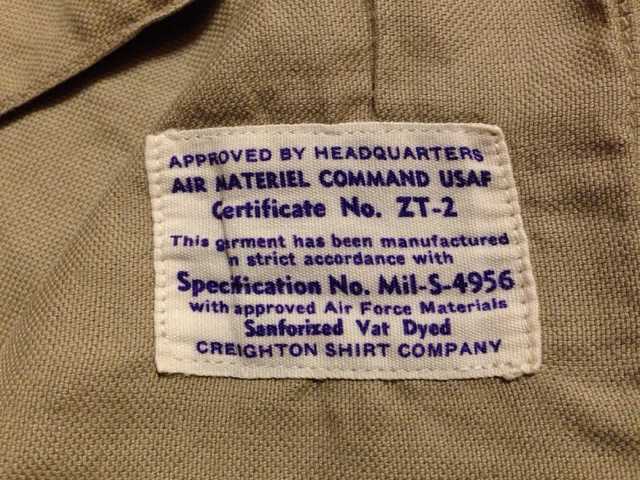 APPROVED BY HEADQUARTERS
AIR MATERIEL COMMAND USAF
Certificate No. ZT-2
This garment has been manufactured
in strict accordance with
Specification No. Mil-S-4956
with approved Air Force Materials
Sanforized Vat Dyed
CREIGHTON SHIRT COMPANY